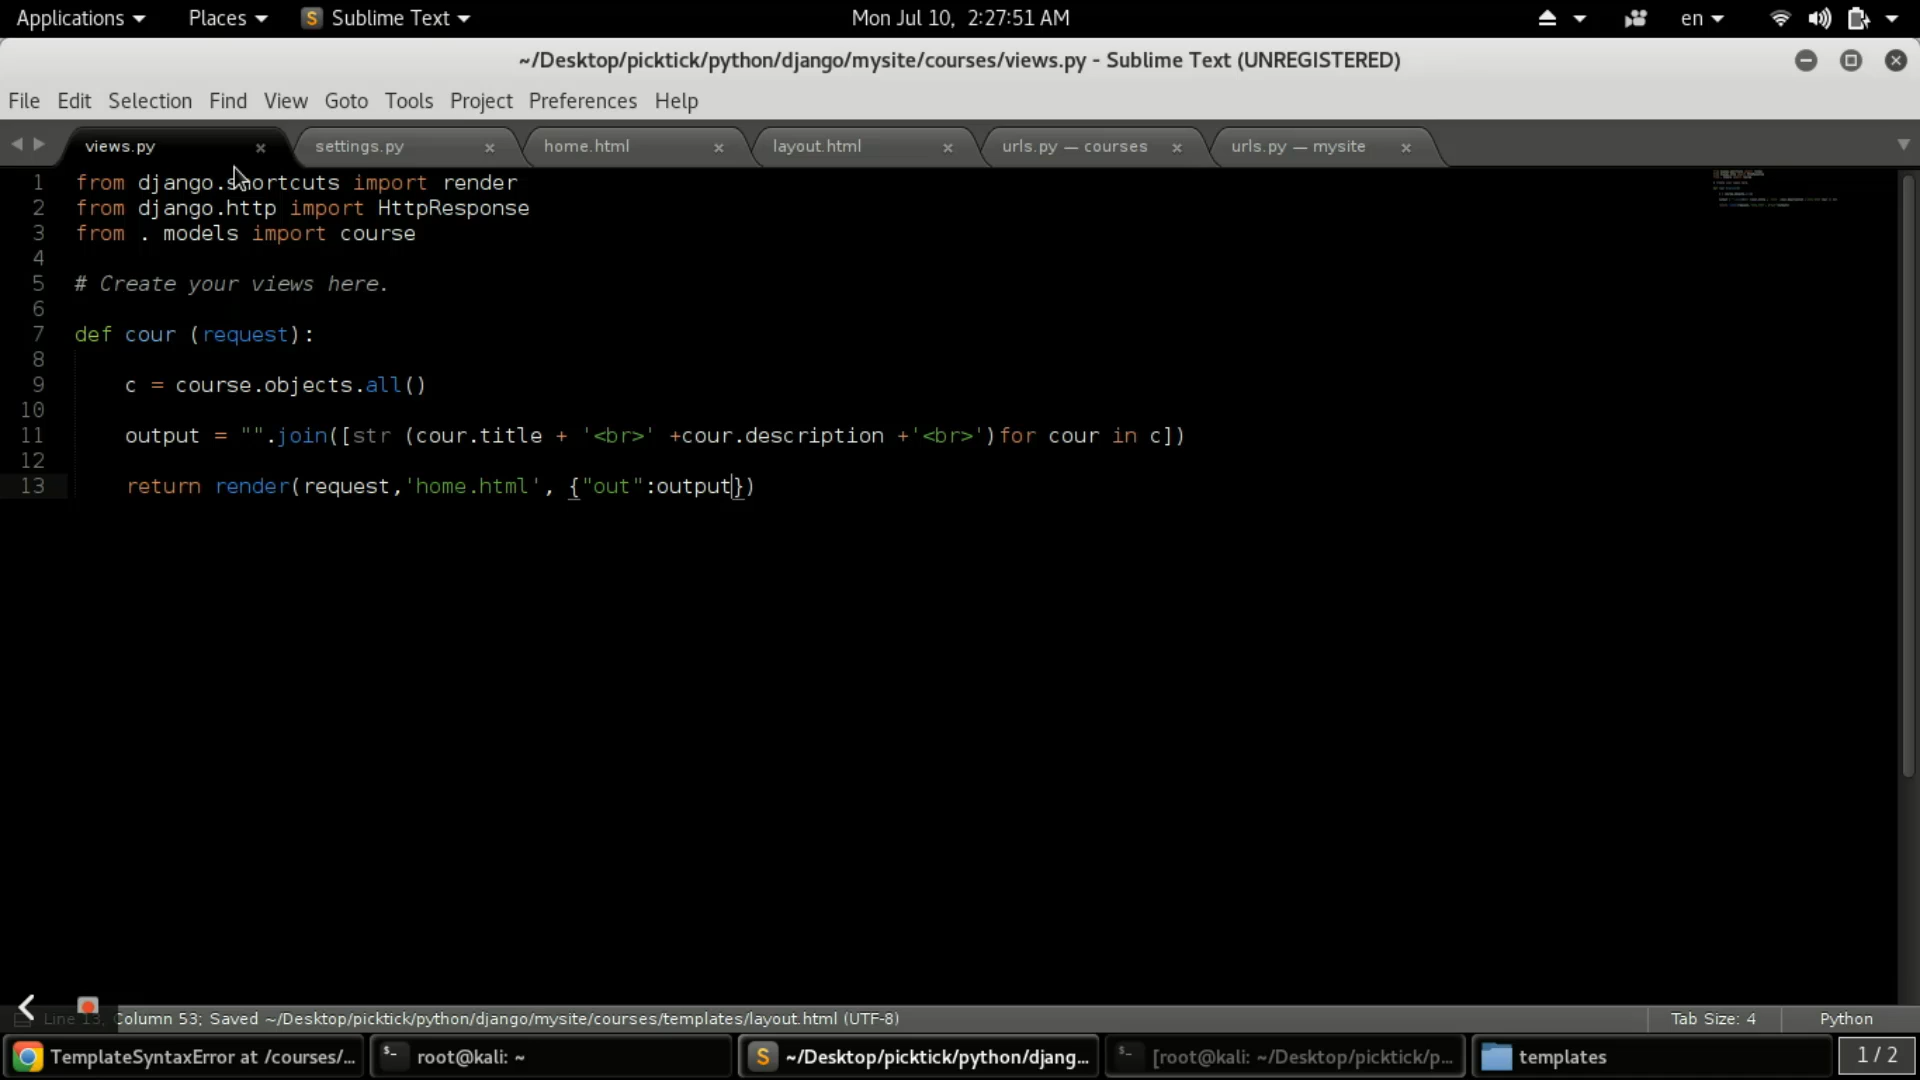 Applications Places Sublime Text Mon Jul 10, 2:27:51 AM en
~/Desktop/picktick/python/django/mysite/courses/views.py - Sublime Text (UNREGISTERED)
File Edit Selection Find View Goto Tools Project Preferences Help
views.py settings.py home.html layout.html urls.py — courses urls.py — mysite
1 from django.shortcuts import render
2 from django.http import HttpResponse
3 from . models import course
4
5 # Create your views here.
6
7 def cour (request):
8
9 c = course.objects.all()
10
11 output = "".join([str (cour.title + '<br>' +cour.description +'<br>')for cour in c])
12
13 return render(request,'home.html', {"out":output})
Line 13, Column 53; Saved ~/Desktop/picktick/python/django/mysite/courses/templates/layout.html (UTF-8) Tab Size: 4 Python
TemplateSyntaxError at /courses/... root@kali: ~ ~/Desktop/picktick/python/djang... [root@kali: ~/Desktop/picktick/p... templates 1 / 2